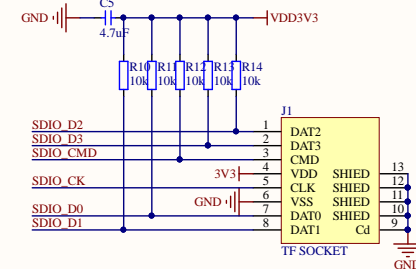 C5
GND
VDD3V3
4.7uF
R10 R11 R12 R13 R14
10k 10k 10k 10k 10k
J1
SDIO_D2 1 DAT2
SDIO_D3 2 DAT3
SDIO_CMD 3 CMD
3V3 4 VDD SHIED 13
SDIO_CK 5 CLK SHIED 12
GND 6 VSS SHIED 11
SDIO_D0 7 DAT0 SHIED 10
SDIO_D1 8 DAT1 Cd 9
TF SOCKET
GND